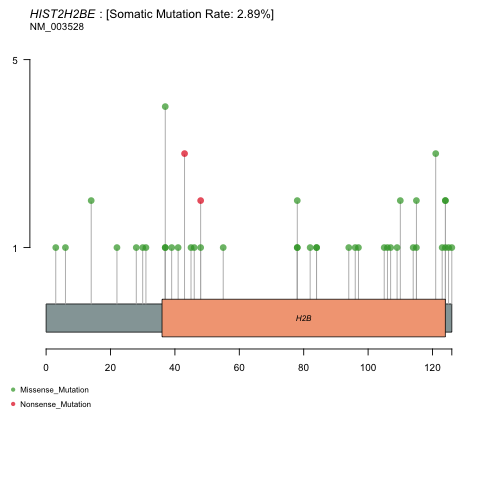 HIST2H2BE : [Somatic Mutation Rate: 2.89%]
NM_003528
5
1
H2B
0 20 40 60 80 100 120
Missense_Mutation
Nonsense_Mutation